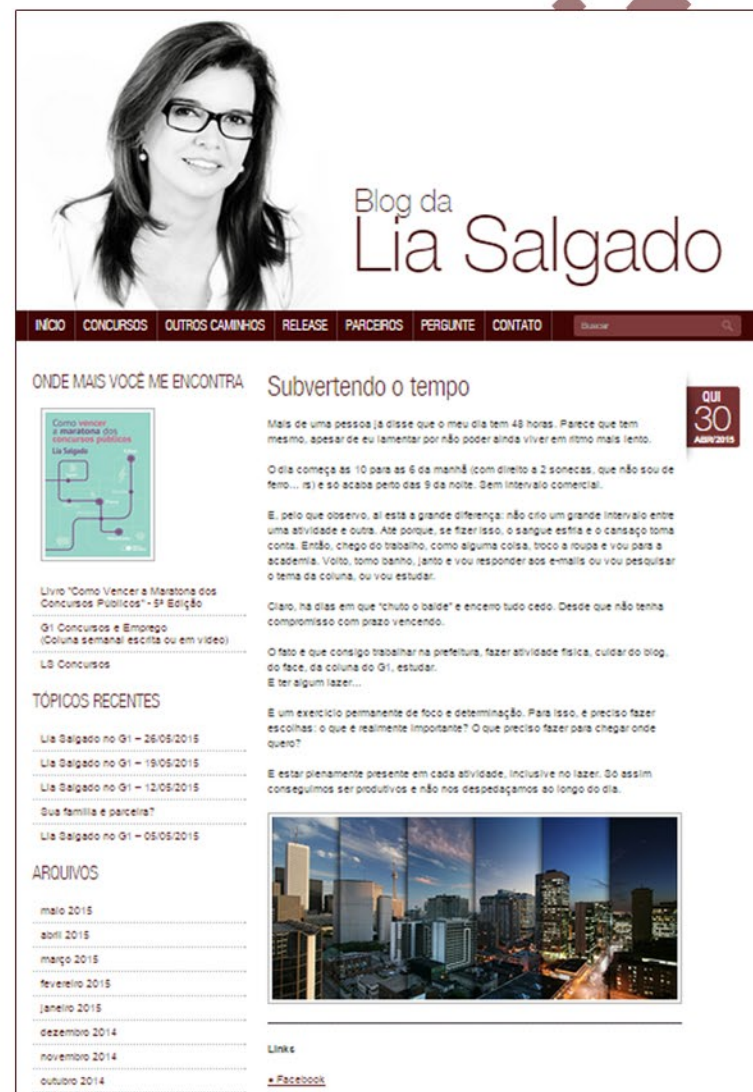 Blog da
Lia Salgado
INÍCIO CONCURSOS OUTROS CAMINHOS RELEASE PARCEIROS PERGUNTE CONTATO Buscar
ONDE MAIS VOCÊ ME ENCONTRA
Como vencer
a maratona dos
concursos públicos
Lia Salgado
Livro "Como Vencer a Maratona dos
Concursos Públicos" - 5ª Edição
G1 Concursos e Emprego
(Coluna semanal escrita ou em vídeo)
LS Concursos
TÓPICOS RECENTES
Lia Salgado no G1 – 26/05/2015
Lia Salgado no G1 – 19/05/2015
Lia Salgado no G1 – 12/05/2015
Sua família é parceira?
Lia Salgado no G1 – 05/05/2015
ARQUIVOS
maio 2015
abril 2015
março 2015
fevereiro 2015
janeiro 2015
dezembro 2014
novembro 2014
outubro 2014
Subvertendo o tempo
QUI
30
ABR/2015
Mais de uma pessoa já disse que o meu dia tem 48 horas. Parece que tem
mesmo, apesar de eu lamentar por não poder ainda viver em ritmo mais lento.
O dia começa às 10 para as 6 da manhã (com direito a 2 sonecas, que não sou de
ferro... rs) e só acaba perto das 9 da noite. Sem intervalo comercial.
E, pelo que observo, aí está a grande diferença: não crio um grande intervalo entre
uma atividade e outra. Até porque, se fizer isso, o sangue esfria e o cansaço toma
conta. Então, chego do trabalho, como alguma coisa, troco a roupa e vou para a
academia. Volto, tomo banho, janto e vou responder aos e-mails ou vou pesquisar
o tema da coluna, ou vou estudar.
Claro, há dias em que "chuto o balde" e encerro tudo cedo. Desde que não tenha
compromisso com prazo vencendo.
O fato é que consigo trabalhar na prefeitura, fazer atividade física, cuidar do blog,
do face, da coluna do G1, estudar.
E ter algum lazer...
É um exercício permanente de foco e determinação. Para isso, é preciso fazer
escolhas: o que é realmente importante? O que preciso fazer para chegar onde
quero?
E estar plenamente presente em cada atividade, inclusive no lazer. Só assim
conseguimos ser produtivos e não nos despedaçamos ao longo do dia.
Links
• Facebook